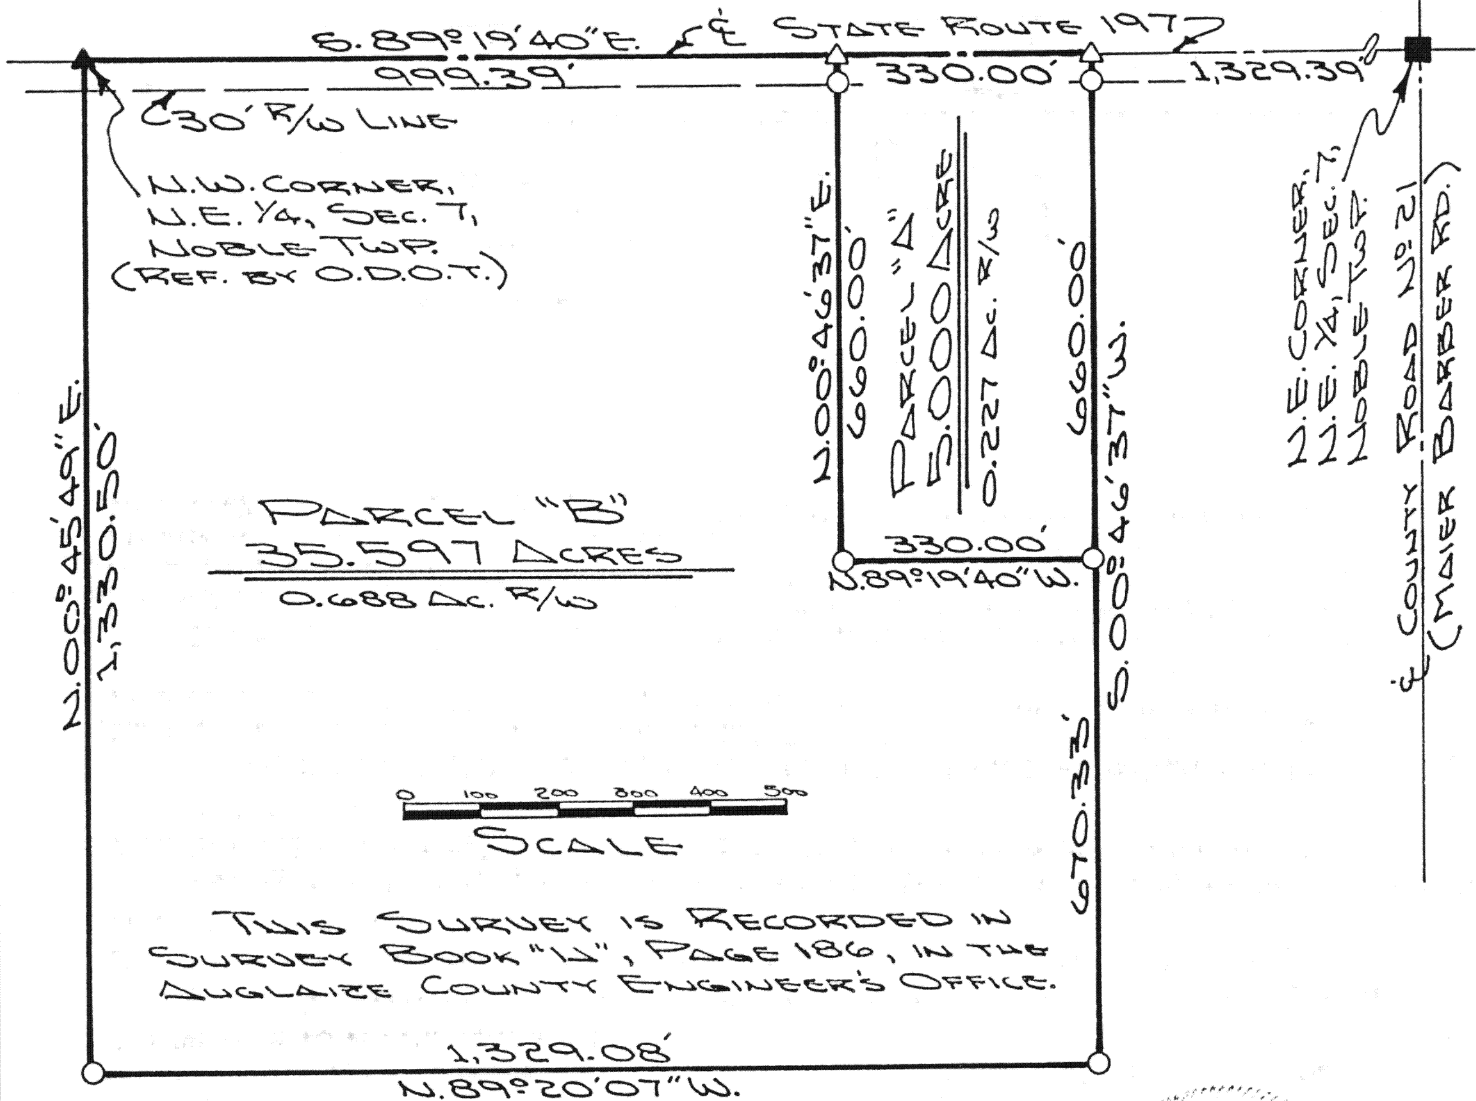 S. 89° 19' 40" E.
℄ STATE ROUTE 197
999.39'
330.00'
1,329.39'
30' R/W LINE
N.W. CORNER,
N.E. 1/4, SEC. 7,
NOBLE TWP.
(REF. BY O.D.O.T.)
N. 00° 45' 49" E.
1,330.50'
PARCEL "B"
35.597 ACRES
0.688 AC. R/W
N. 00° 46' 37" E.
660.00'
PARCEL "A"
5.000 ACRE
0.227 AC. R/W
660.00'
S. 00° 46' 37" W.
330.00'
N. 89° 19' 40" W.
670.33'
N.E. CORNER,
N.E. 1/4, SEC. 7,
NOBLE TWP.
℄ COUNTY ROAD Nº 21
(MAIER BARBER RD.)
0 100 200 300 400 500
SCALE
THIS SURVEY IS RECORDED IN
PAGE 186, IN THE
AUGLAIZE COUNTY ENGINEER'S OFFICE.
1,329.08'
N. 89° 20' 07" W.